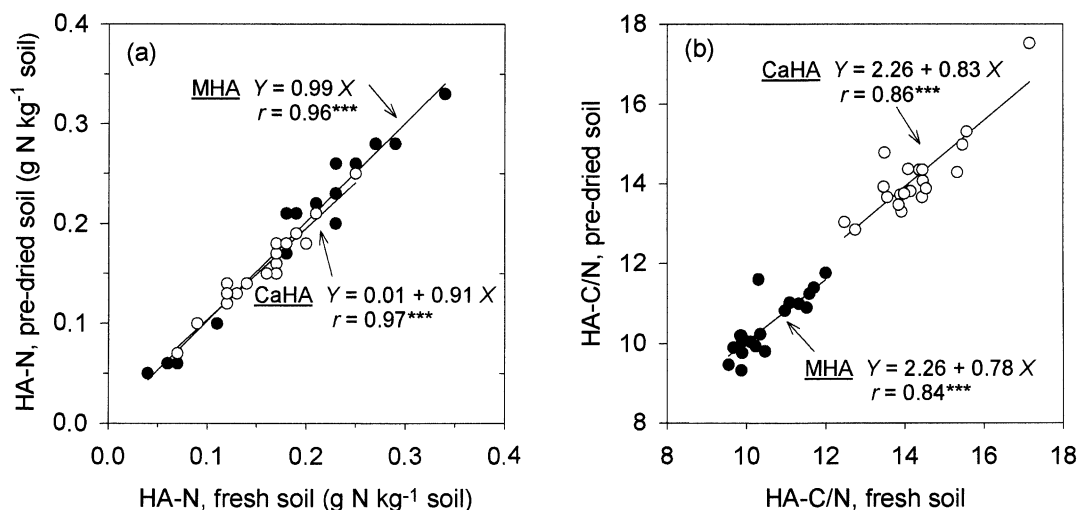 HA-N, pre-dried soil (g N kg⁻¹ soil)
0.4
0.3
0.2
0.1
0.0
(a)
MHA Y = 0.99 X
r = 0.96***
CaHA Y = 0.01 + 0.91 X
r = 0.97***
0.0 0.1 0.2 0.3 0.4
HA-N, fresh soil (g N kg⁻¹ soil)
HA-C/N, pre-dried soil
18
16
14
12
10
8
(b)
CaHA Y = 2.26 + 0.83 X
r = 0.86***
MHA Y = 2.26 + 0.78 X
r = 0.84***
8 10 12 14 16 18
HA-C/N, fresh soil